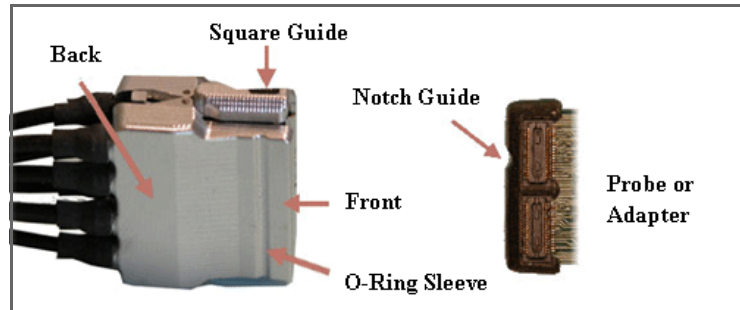 Square Guide
Back
Notch Guide
Probe or
Adapter
Front
O-Ring Sleeve